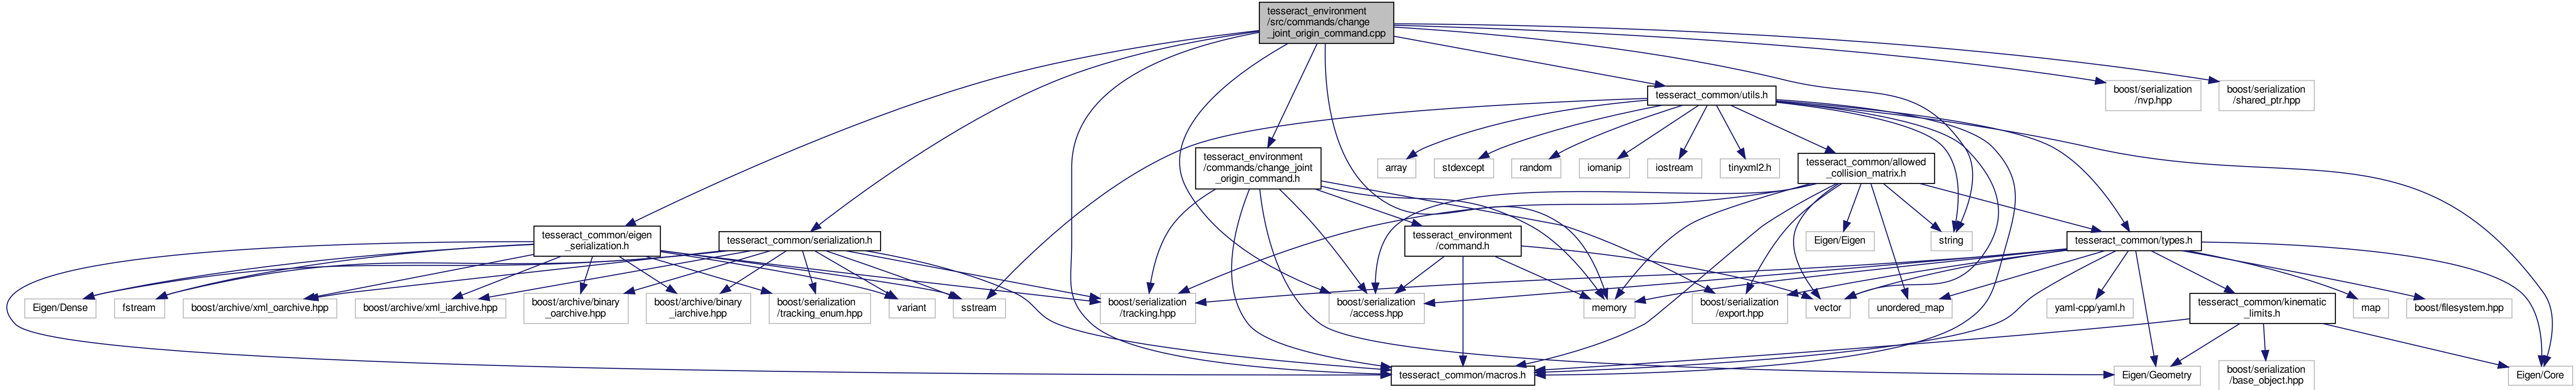 tesseract_environment
/src/commands/change
_joint_origin_command.cpp
tesseract_common/utils.h
boost/serialization
/nvp.hpp
boost/serialization
/shared_ptr.hpp
tesseract_environment
/commands/change_joint
_origin_command.h
array
stdexcept
random
iomanip
iostream
tinyxml2.h
tesseract_common/allowed
_collision_matrix.h
tesseract_common/eigen
_serialization.h
tesseract_common/serialization.h
tesseract_environment
/command.h
Eigen/Eigen
string
tesseract_common/types.h
Eigen/Dense
fstream
boost/archive/xml_oarchive.hpp
boost/archive/xml_iarchive.hpp
boost/archive/binary
_oarchive.hpp
boost/archive/binary
_iarchive.hpp
boost/serialization
/tracking_enum.hpp
variant
sstream
boost/serialization
/tracking.hpp
boost/serialization
/access.hpp
memory
boost/serialization
/export.hpp
vector
unordered_map
yaml-cpp/yaml.h
tesseract_common/kinematic
_limits.h
map
boost/filesystem.hpp
tesseract_common/macros.h
Eigen/Geometry
boost/serialization
/base_object.hpp
Eigen/Core